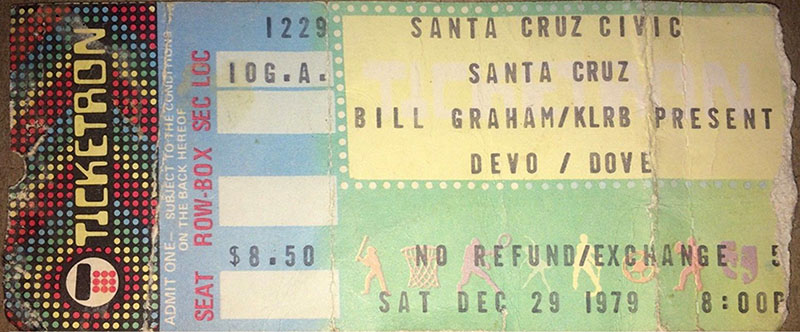 TICKETRON
ADMIT ONE — SUBJECT TO THE CONDITIONS
ON THE BACK HEREOF
SEAT ROW-BOX SEC LOC
1229
10G.A.
$8.50
SANTA CRUZ CIVIC
SANTA CRUZ
BILL GRAHAM/KLRB PRESENT
DEVO / DOVE
NO REFUND/EXCHANGE 5
SAT DEC 29 1979 8:00P